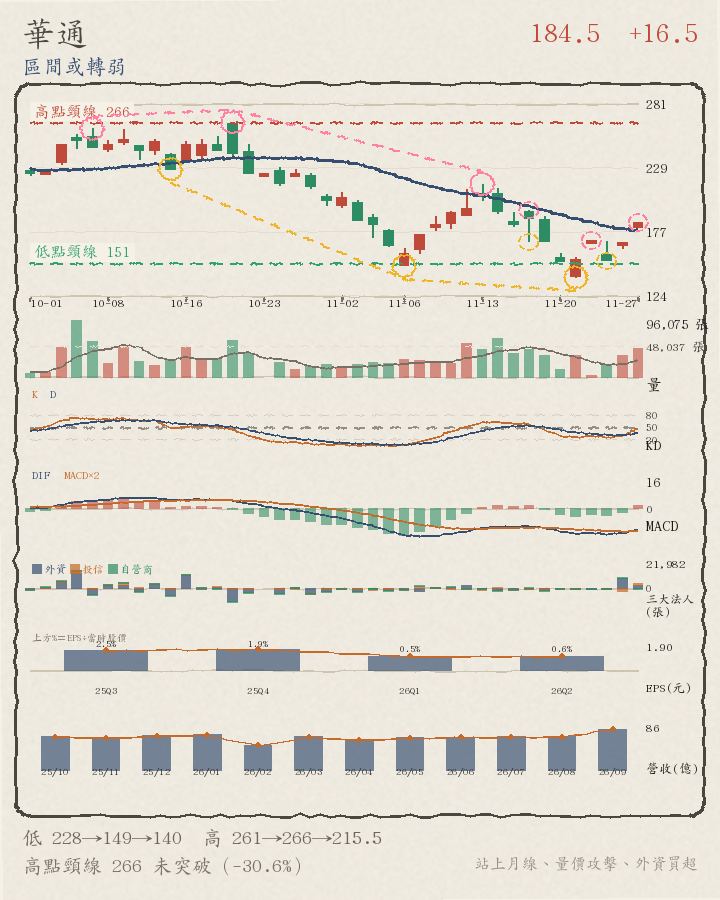 華通
184.5 +16.5
區間或轉弱
高點頸線 266
281
229
低點頸線 151
177
124
10-01 10-08 10-16 10-23 11-02 11-06 11-13 11-20 11-27
96,075 張
48,037 張
量
K D
80
50
20
KD
DIF MACD×2
16
0
MACD
外資 投信 自營商
21,982
0
三大法人
(張)
上方%=EPS÷當時股價
2.5% 1.9% 0.5% 0.6%
1.90
25Q3 25Q4 26Q1 26Q2
EPS(元)
86
25/10 25/11 25/12 26/01 26/02 26/03 26/04 26/05 26/06 26/07 26/08 26/09
營收(億)
低 228→149→140 高 261→266→215.5
高點頸線 266 未突破 (-30.6%)
站上月線、量價攻擊、外資買超